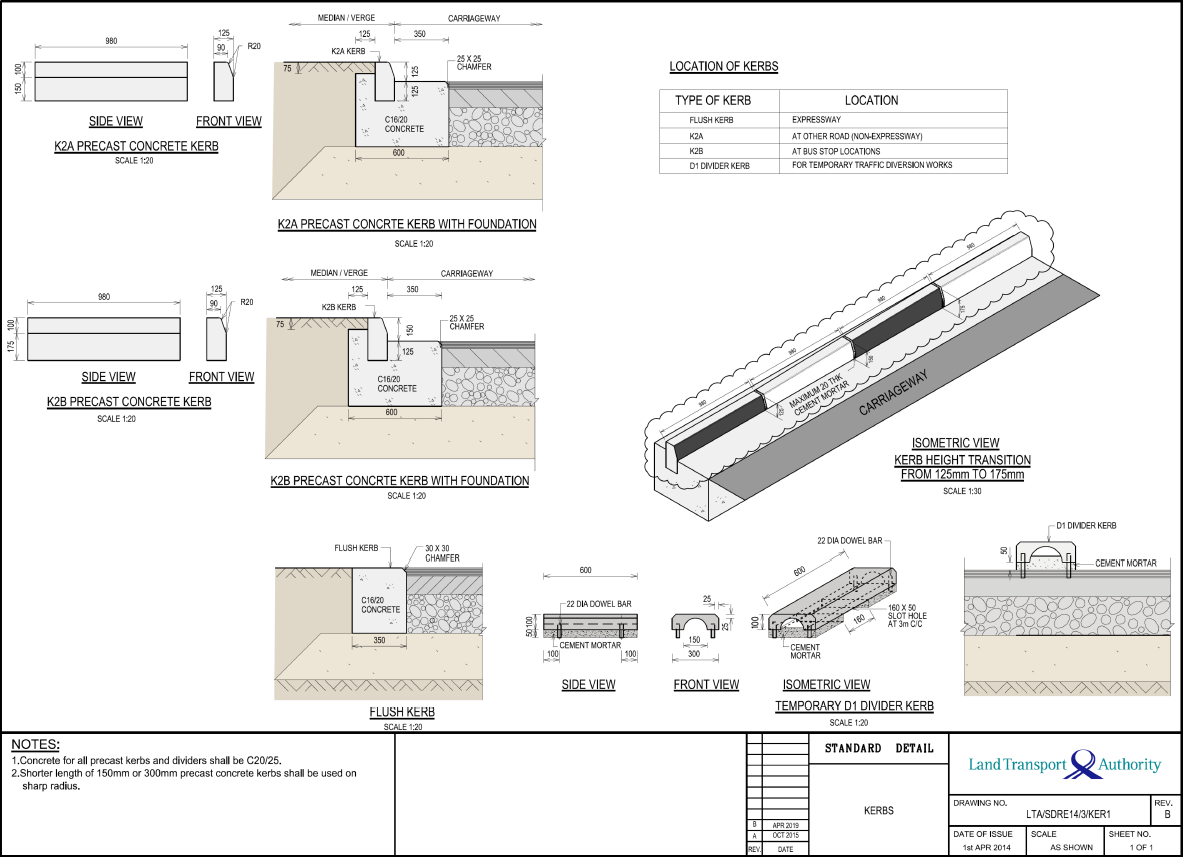 980
100
150
SIDE VIEW
125
90
R20
FRONT VIEW
K2A PRECAST CONCRETE KERB
SCALE 1:20
MEDIAN / VERGE
CARRIAGEWAY
125
350
K2A KERB
75
25 X 25
CHAMFER
125
125
C16/20
CONCRETE
600
K2A PRECAST CONCRTE KERB WITH FOUNDATION
SCALE 1:20
LOCATION OF KERBS
TYPE OF KERB LOCATION
FLUSH KERB EXPRESSWAY
K2A AT OTHER ROAD (NON-EXPRESSWAY)
K2B AT BUS STOP LOCATIONS
D1 DIVIDER KERB FOR TEMPORARY TRAFFIC DIVERSION WORKS
980
100
175
SIDE VIEW
125
90
R20
FRONT VIEW
K2B PRECAST CONCRETE KERB
SCALE 1:20
MEDIAN / VERGE
CARRIAGEWAY
125
350
K2B KERB
75
25 X 25
CHAMFER
150
125
C16/20
CONCRETE
600
K2B PRECAST CONCRTE KERB WITH FOUNDATION
SCALE 1:20
980
980
980
980
175
150
125
MAXIMUM 20 THK
CEMENT MORTAR
CARRIAGEWAY
ISOMETRIC VIEW
KERB HEIGHT TRANSITION
FROM 125mm TO 175mm
SCALE 1:30
FLUSH KERB
30 X 30
CHAMFER
C16/20
CONCRETE
350
FLUSH KERB
SCALE 1:20
600
22 DIA DOWEL BAR
100
50
CEMENT MORTAR
100
100
SIDE VIEW
25
25
150
300
FRONT VIEW
22 DIA DOWEL BAR
600
100
160 X 50
SLOT HOLE
AT 3m C/C
160
CEMENT
MORTAR
ISOMETRIC VIEW
TEMPORARY D1 DIVIDER KERB
SCALE 1:20
D1 DIVIDER KERB
50
CEMENT MORTAR
NOTES:
1.Concrete for all precast kerbs and dividers shall be C20/25.
2.Shorter length of 150mm or 300mm precast concrete kerbs shall be used on
sharp radius.
B APR 2019
A OCT 2015
REV. DATE
STANDARD DETAIL
KERBS
Land Transport Authority
DRAWING NO.
LTA/SDRE14/3/KER1
REV.
B
DATE OF ISSUE
1st APR 2014
SCALE
AS SHOWN
SHEET NO.
1 OF 1